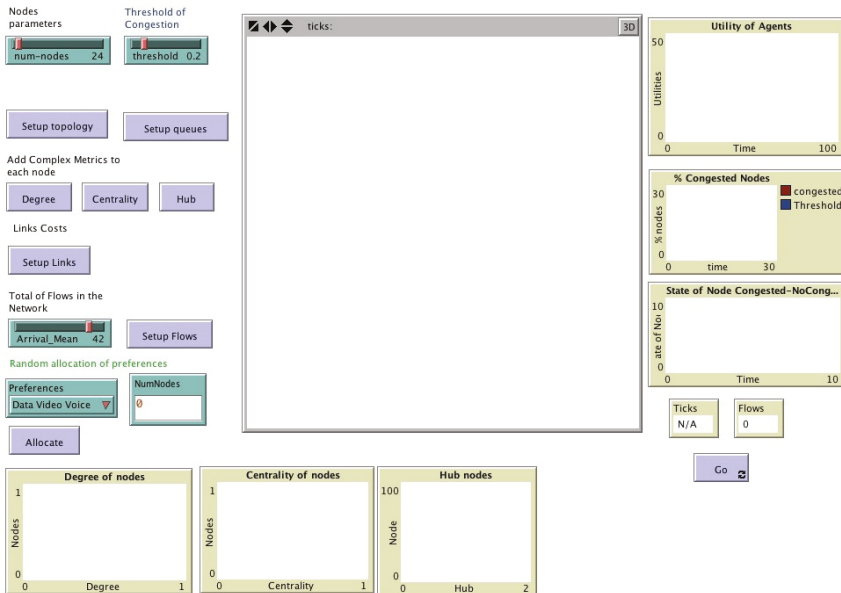 Nodes
parameters
Threshold of
Congestion
num-nodes 24
threshold 0.2
Setup topology
Setup queues
Add Complex Metrics to
each node
Degree
Centrality
Hub
Links Costs
Setup Links
Total of Flows in the
Network
Arrival_Mean 42
Setup Flows
Random allocation of preferences
Preferences
Data Video Voice
NumNodes
0
Allocate
ticks:
3D
Utility of Agents
50
Utilities
0
0 Time 100
% Congested Nodes
30
% nodes
0
0 time 30
congested
Threshold
State of Node Congested-NoCong...
10
ate of Nor
0
0 Time 10
Ticks
N/A
Flows
0
Go
Degree of nodes
1
Nodes
0
0 Degree 1
Centrality of nodes
1
Nodes
0
0 Centrality 1
Hub nodes
100
Node
0
0 Hub 2